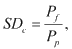 SD_c = P_f / P_p ,